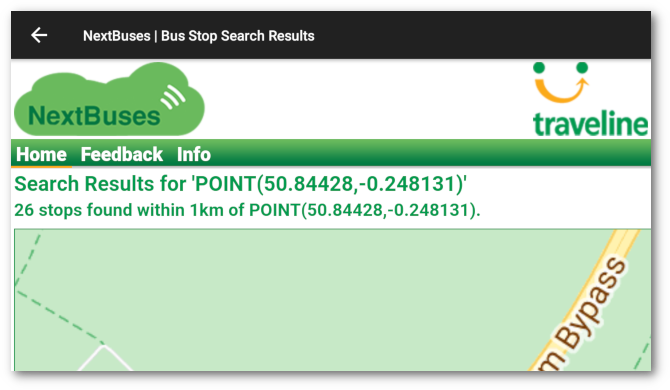 NextBuses | Bus Stop Search Results
NextBuses
traveline
Home Feedback Info
Search Results for 'POINT(50.84428,-0.248131)'
26 stops found within 1km of POINT(50.84428,-0.248131).
m Bypass